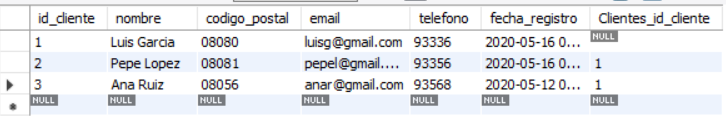 id_cliente nombre codigo_postal email telefono fecha_registro Clientes_id_cliente
1 Luis Garcia 08080 luisg@gmail.com 93336 2020-05-16 0... NULL
2 Pepe Lopez 08081 pepel@gmail.... 93356 2020-05-16 0... 1
3 Ana Ruiz 08056 anar@gmail.com 93568 2020-05-12 0... 1
NULL NULL NULL NULL NULL NULL NULL